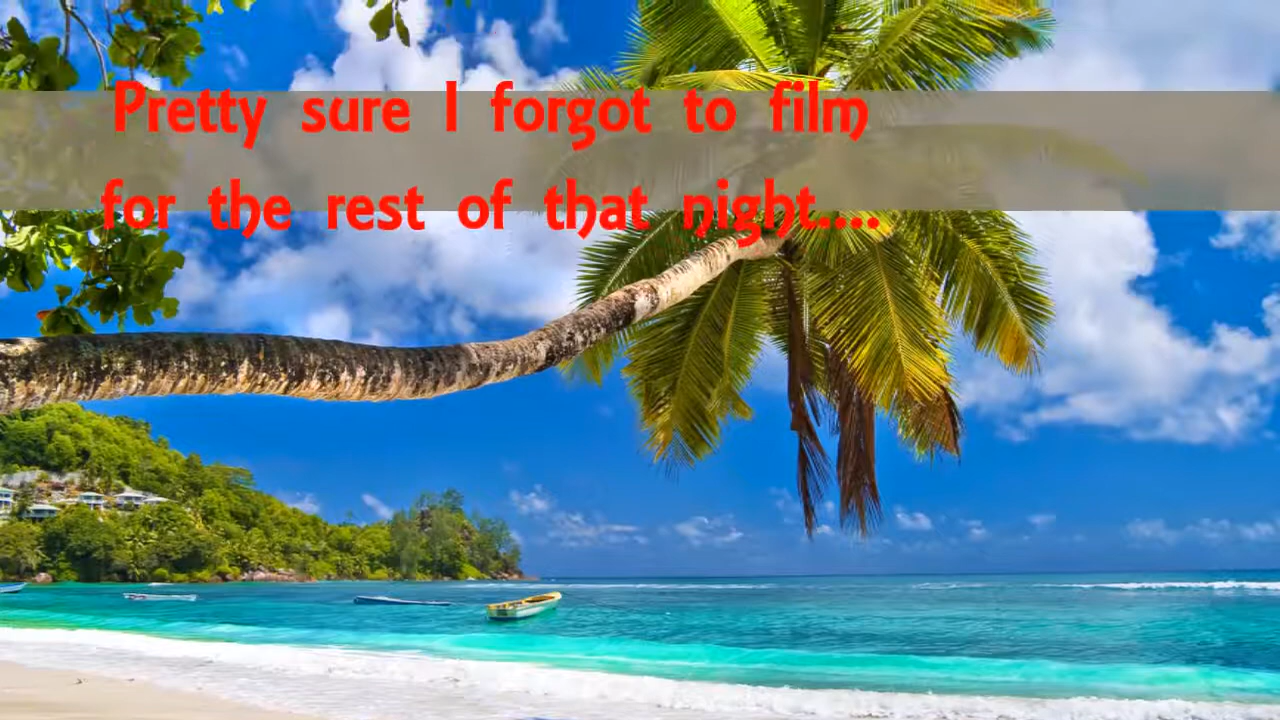 Pretty sure I forgot to film
for the rest of that night....